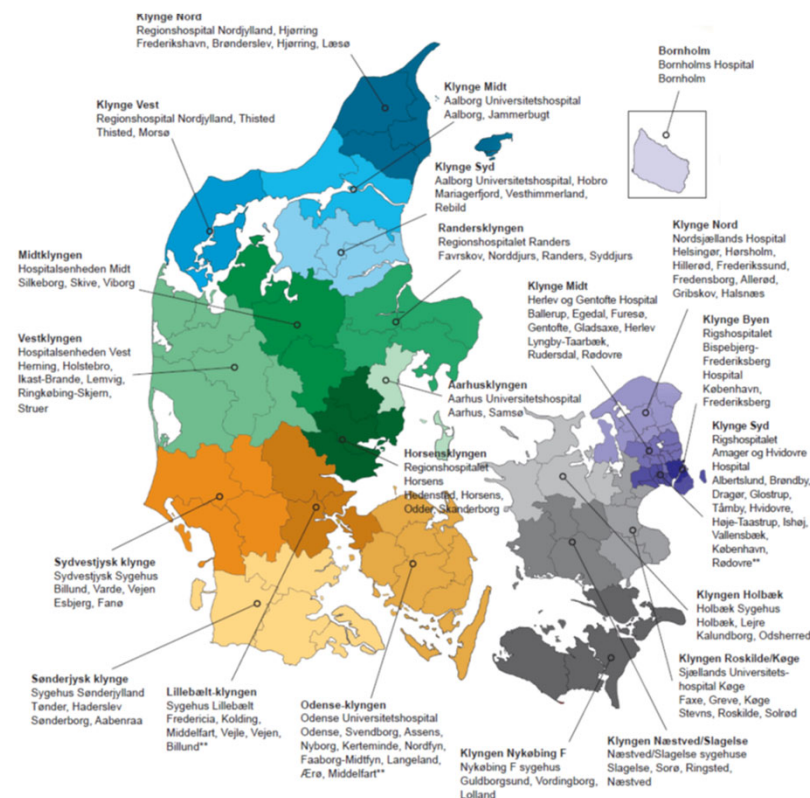 Klynge Nord
Regionshospital Nordjylland, Hjørring
Frederikshavn, Brønderslev, Hjørring, Læsø
Bornholm
Bornholms Hospital
Bornholm
Klynge Midt
Aalborg Universitetshospital
Aalborg, Jammerbugt
Klynge Vest
Regionshospital Nordjylland, Thisted
Thisted, Morsø
Klynge Syd
Aalborg Universitetshospital, Hobro
Mariagerfjord, Vesthimmerland,
Rebild
Randersklyngen
Regionshospitalet Randers
Favrskov, Norddjurs, Randers, Syddjurs
Klynge Nord
Nordsjællands Hospital
Helsingør, Hørsholm,
Hillerød, Frederikssund,
Fredensborg, Allerød,
Gribskov, Halsnæs
Midtklyngen
Hospitalsenheden Midt
Silkeborg, Skive, Viborg
Klynge Midt
Herlev og Gentofte Hospital
Ballerup, Egedal, Furesø,
Gentofte, Gladsaxe, Herlev
Lyngby-Taarbæk,
Rudersdal, Rødovre
Klynge Byen
Rigshospitalet
Bispebjerg-
Frederiksberg
Hospital
København,
Frederiksberg
Vestklyngen
Hospitalsenheden Vest
Herning, Holstebro,
Ikast-Brande, Lemvig,
Ringkøbing-Skjern,
Struer
Aarhusklyngen
Aarhus Universitetshospital
Aarhus, Samsø
Klynge Syd
Rigshospitalet
Amager og Hvidovre
Hospital
Albertslund, Brøndby,
Dragør, Glostrup,
Tårnby, Hvidovre,
Høje-Taastrup, Ishøj,
Vallensbæk,
København,
Rødovre**
Horsensklyngen
Regionshospitalet
Horsens
Hedensted, Horsens,
Odder, Skanderborg
Sydvestjysk klynge
Sydvestjysk Sygehus
Billund, Varde, Vejen
Esbjerg, Fanø
Klyngen Holbæk
Holbæk Sygehus
Holbæk, Lejre
Kalundborg, Odsherred
Klyngen Roskilde/Køge
Sjællands Universitets-
hospital Køge
Faxe, Greve, Køge
Stevns, Roskilde, Solrød
Sønderjysk klynge
Sygehus Sønderjylland
Tønder, Haderslev
Sønderborg, Aabenraa
Lillebælt-klyngen
Sygehus Lillebælt
Fredericia, Kolding,
Middelfart, Vejle, Vejen,
Billund**
Odense-klyngen
Odense Universitetshospital
Odense, Svendborg, Assens,
Nyborg, Kerteminde, Nordfyn,
Faaborg-Midtfyn, Langeland,
Ærø, Middelfart**
Klyngen Nykøbing F
Nykøbing F sygehus
Guldborgsund, Vordingborg,
Lolland
Klyngen Næstved/Slagelse
Næstved/Slagelse sygehuse
Slagelse, Sorø, Ringsted,
Næstved